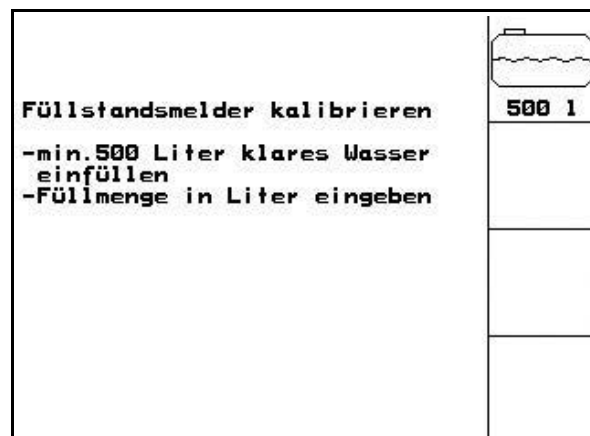 Füllstandsmelder kalibrieren
-min.500 Liter klares Wasser
einfüllen
-Füllmenge in Liter eingeben
500 l